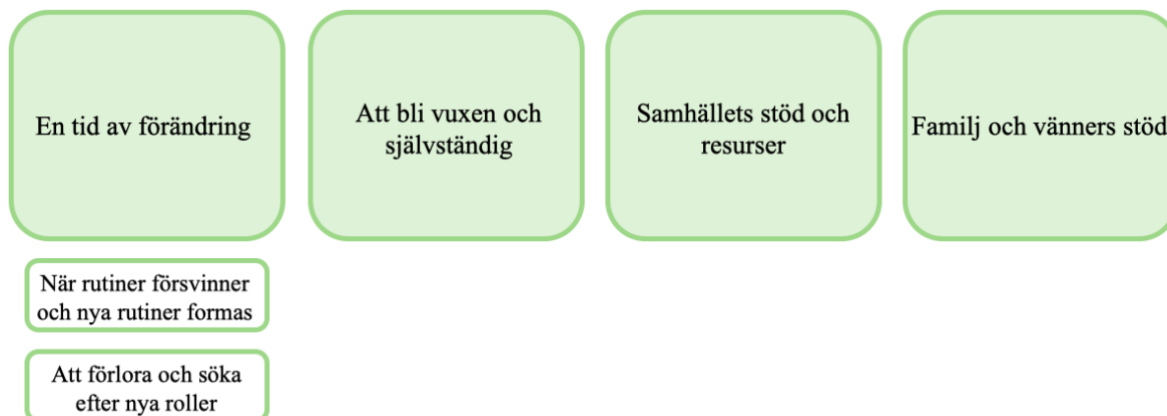 En tid av förändring
Att bli vuxen och
självständig
Samhällets stöd och
resurser
Familj och vänners stöd
När rutiner försvinner
och nya rutiner formas
Att förlora och söka
efter nya roller